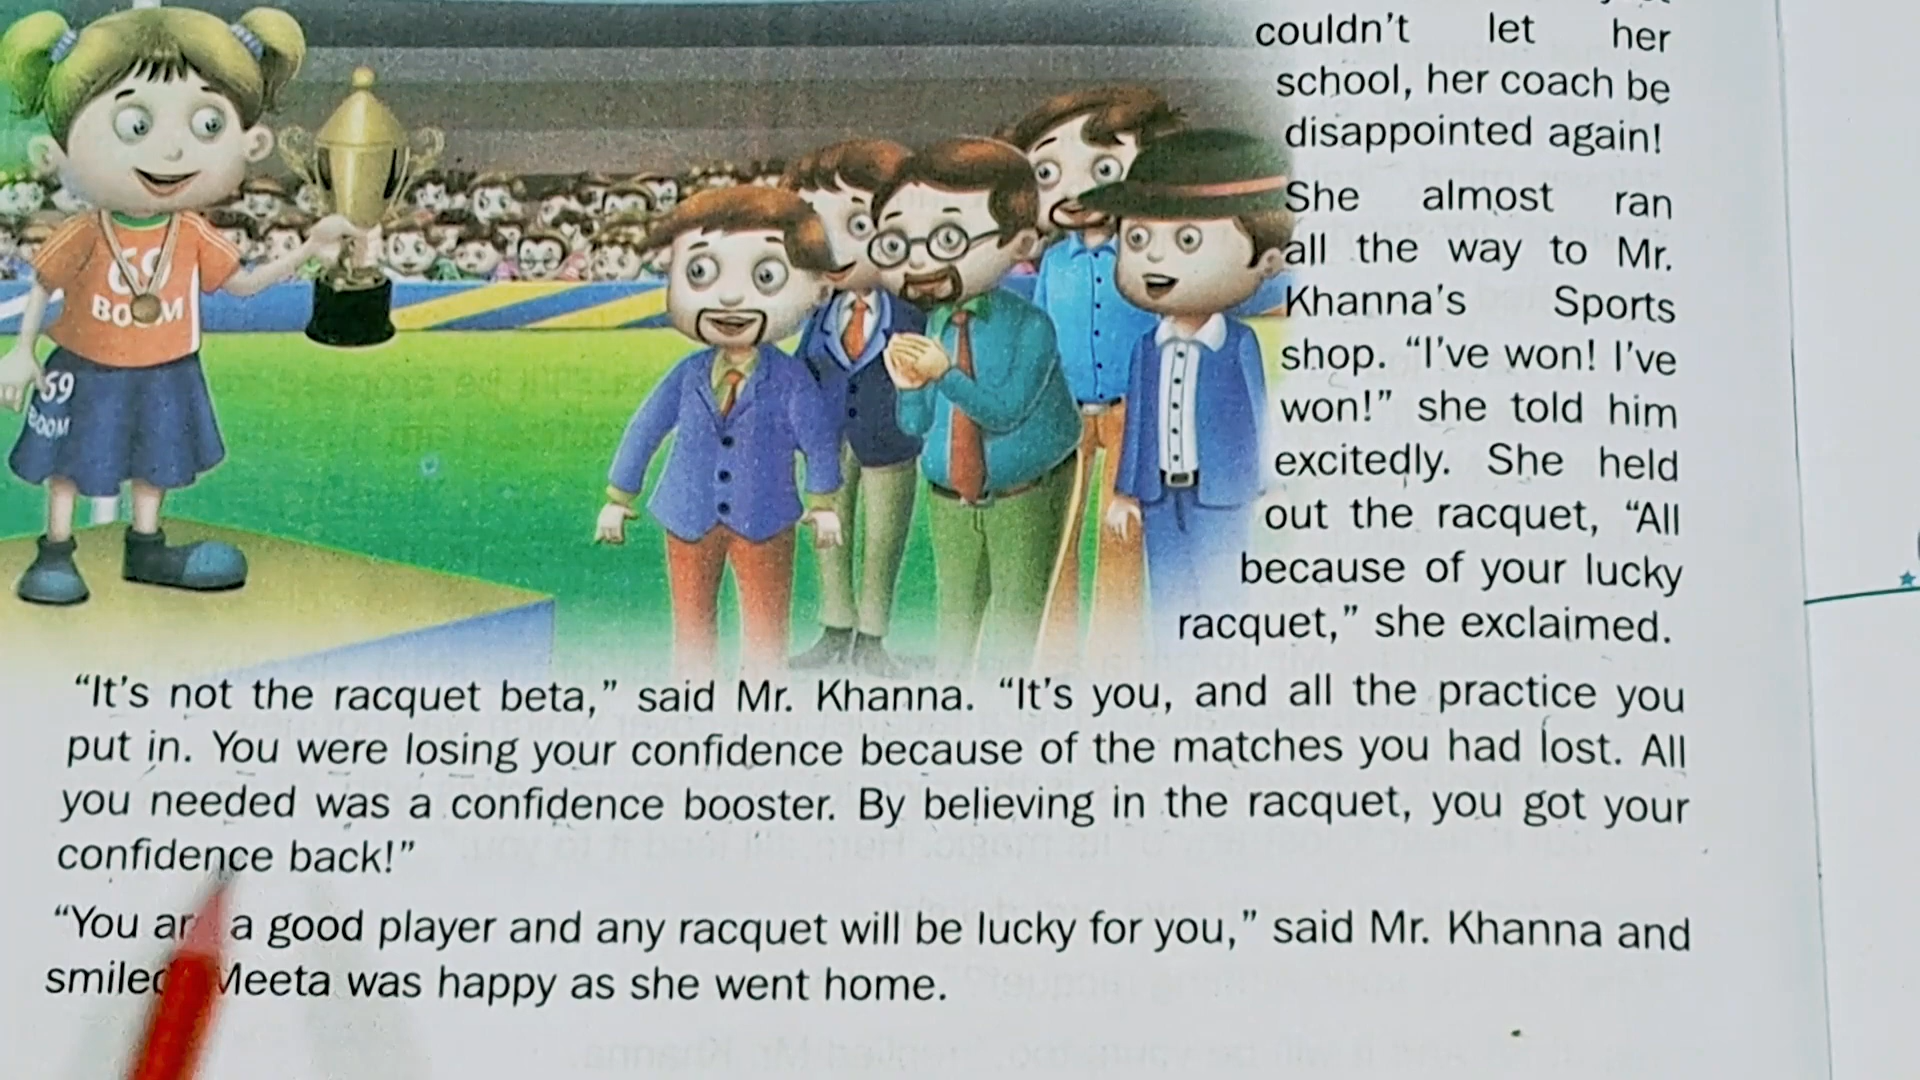 couldn't let her
school, her coach be
disappointed again!
She almost ran
all the way to Mr.
Khanna's Sports
shop. “I've won! I've
won!” she told him
excitedly. She held
out the racquet, “All
because of your lucky
racquet,” she exclaimed.
“It's not the racquet beta,” said Mr. Khanna. “It's you, and all the practice you
put in. You were losing your confidence because of the matches you had lost. All
you needed was a confidence booster. By believing in the racquet, you got your
confidence back!”
“You a good player and any racquet will be lucky for you,” said Mr. Khanna and
Meeta was happy as she went home.
59
BOOM